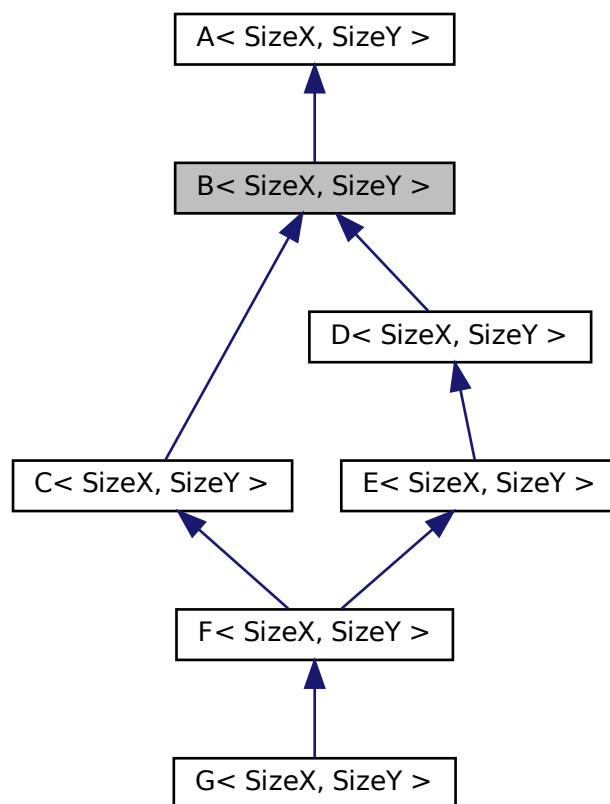 A< SizeX, SizeY >
B< SizeX, SizeY >
D< SizeX, SizeY >
C< SizeX, SizeY >
E< SizeX, SizeY >
F< SizeX, SizeY >
G< SizeX, SizeY >